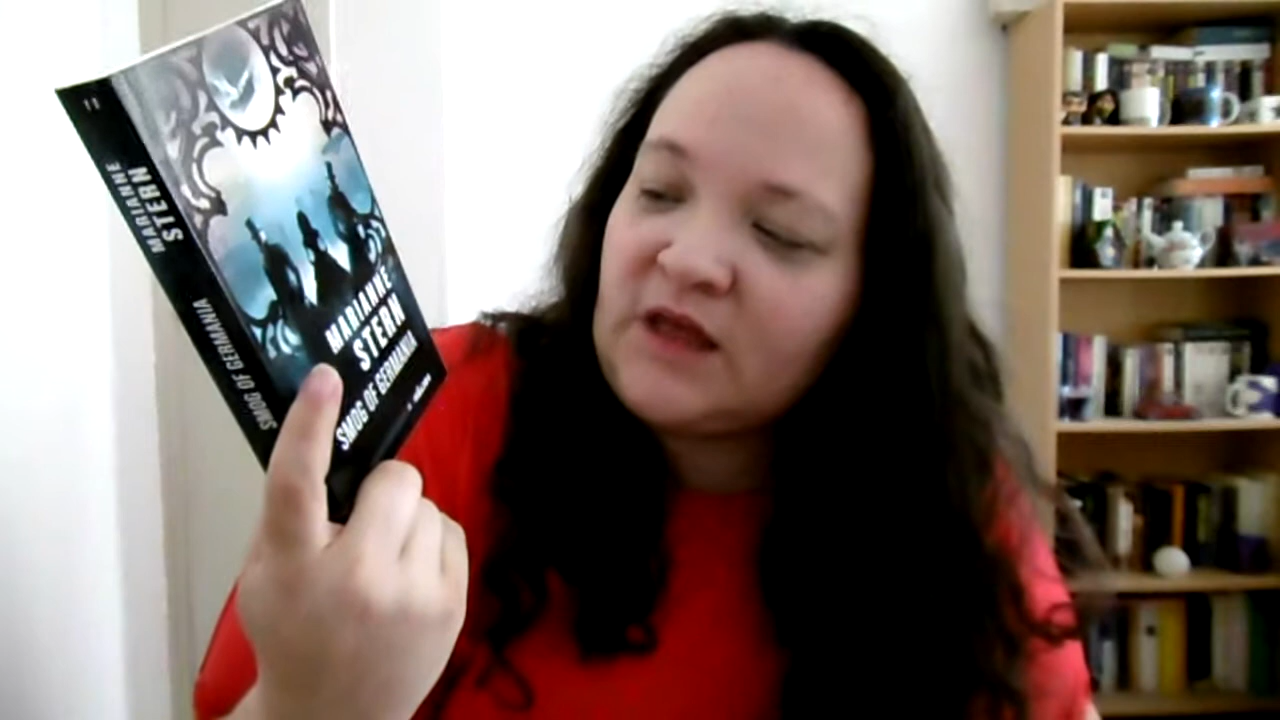 MARIANNE
STERN
SMOG OF GERMANIA
MARIANNE
STERN
SMOG OF GERMANIA